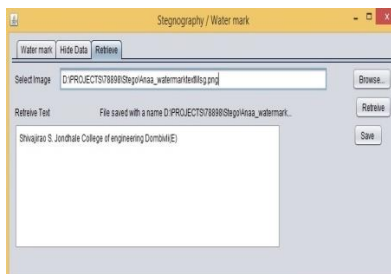 Stegnography / Water mark
Water mark Hide Data Retrieve
Select Image D:\PROJECTS\78898\Stego\Anaa_watermarktextfilsg.png Browse...
Retreive Text File saved with a name D:\PROJECTS\78898\Stego\Anaa_watermark... Retreive
Save
Shivajirao S. Jondhale College of engineering Dombivli(E)